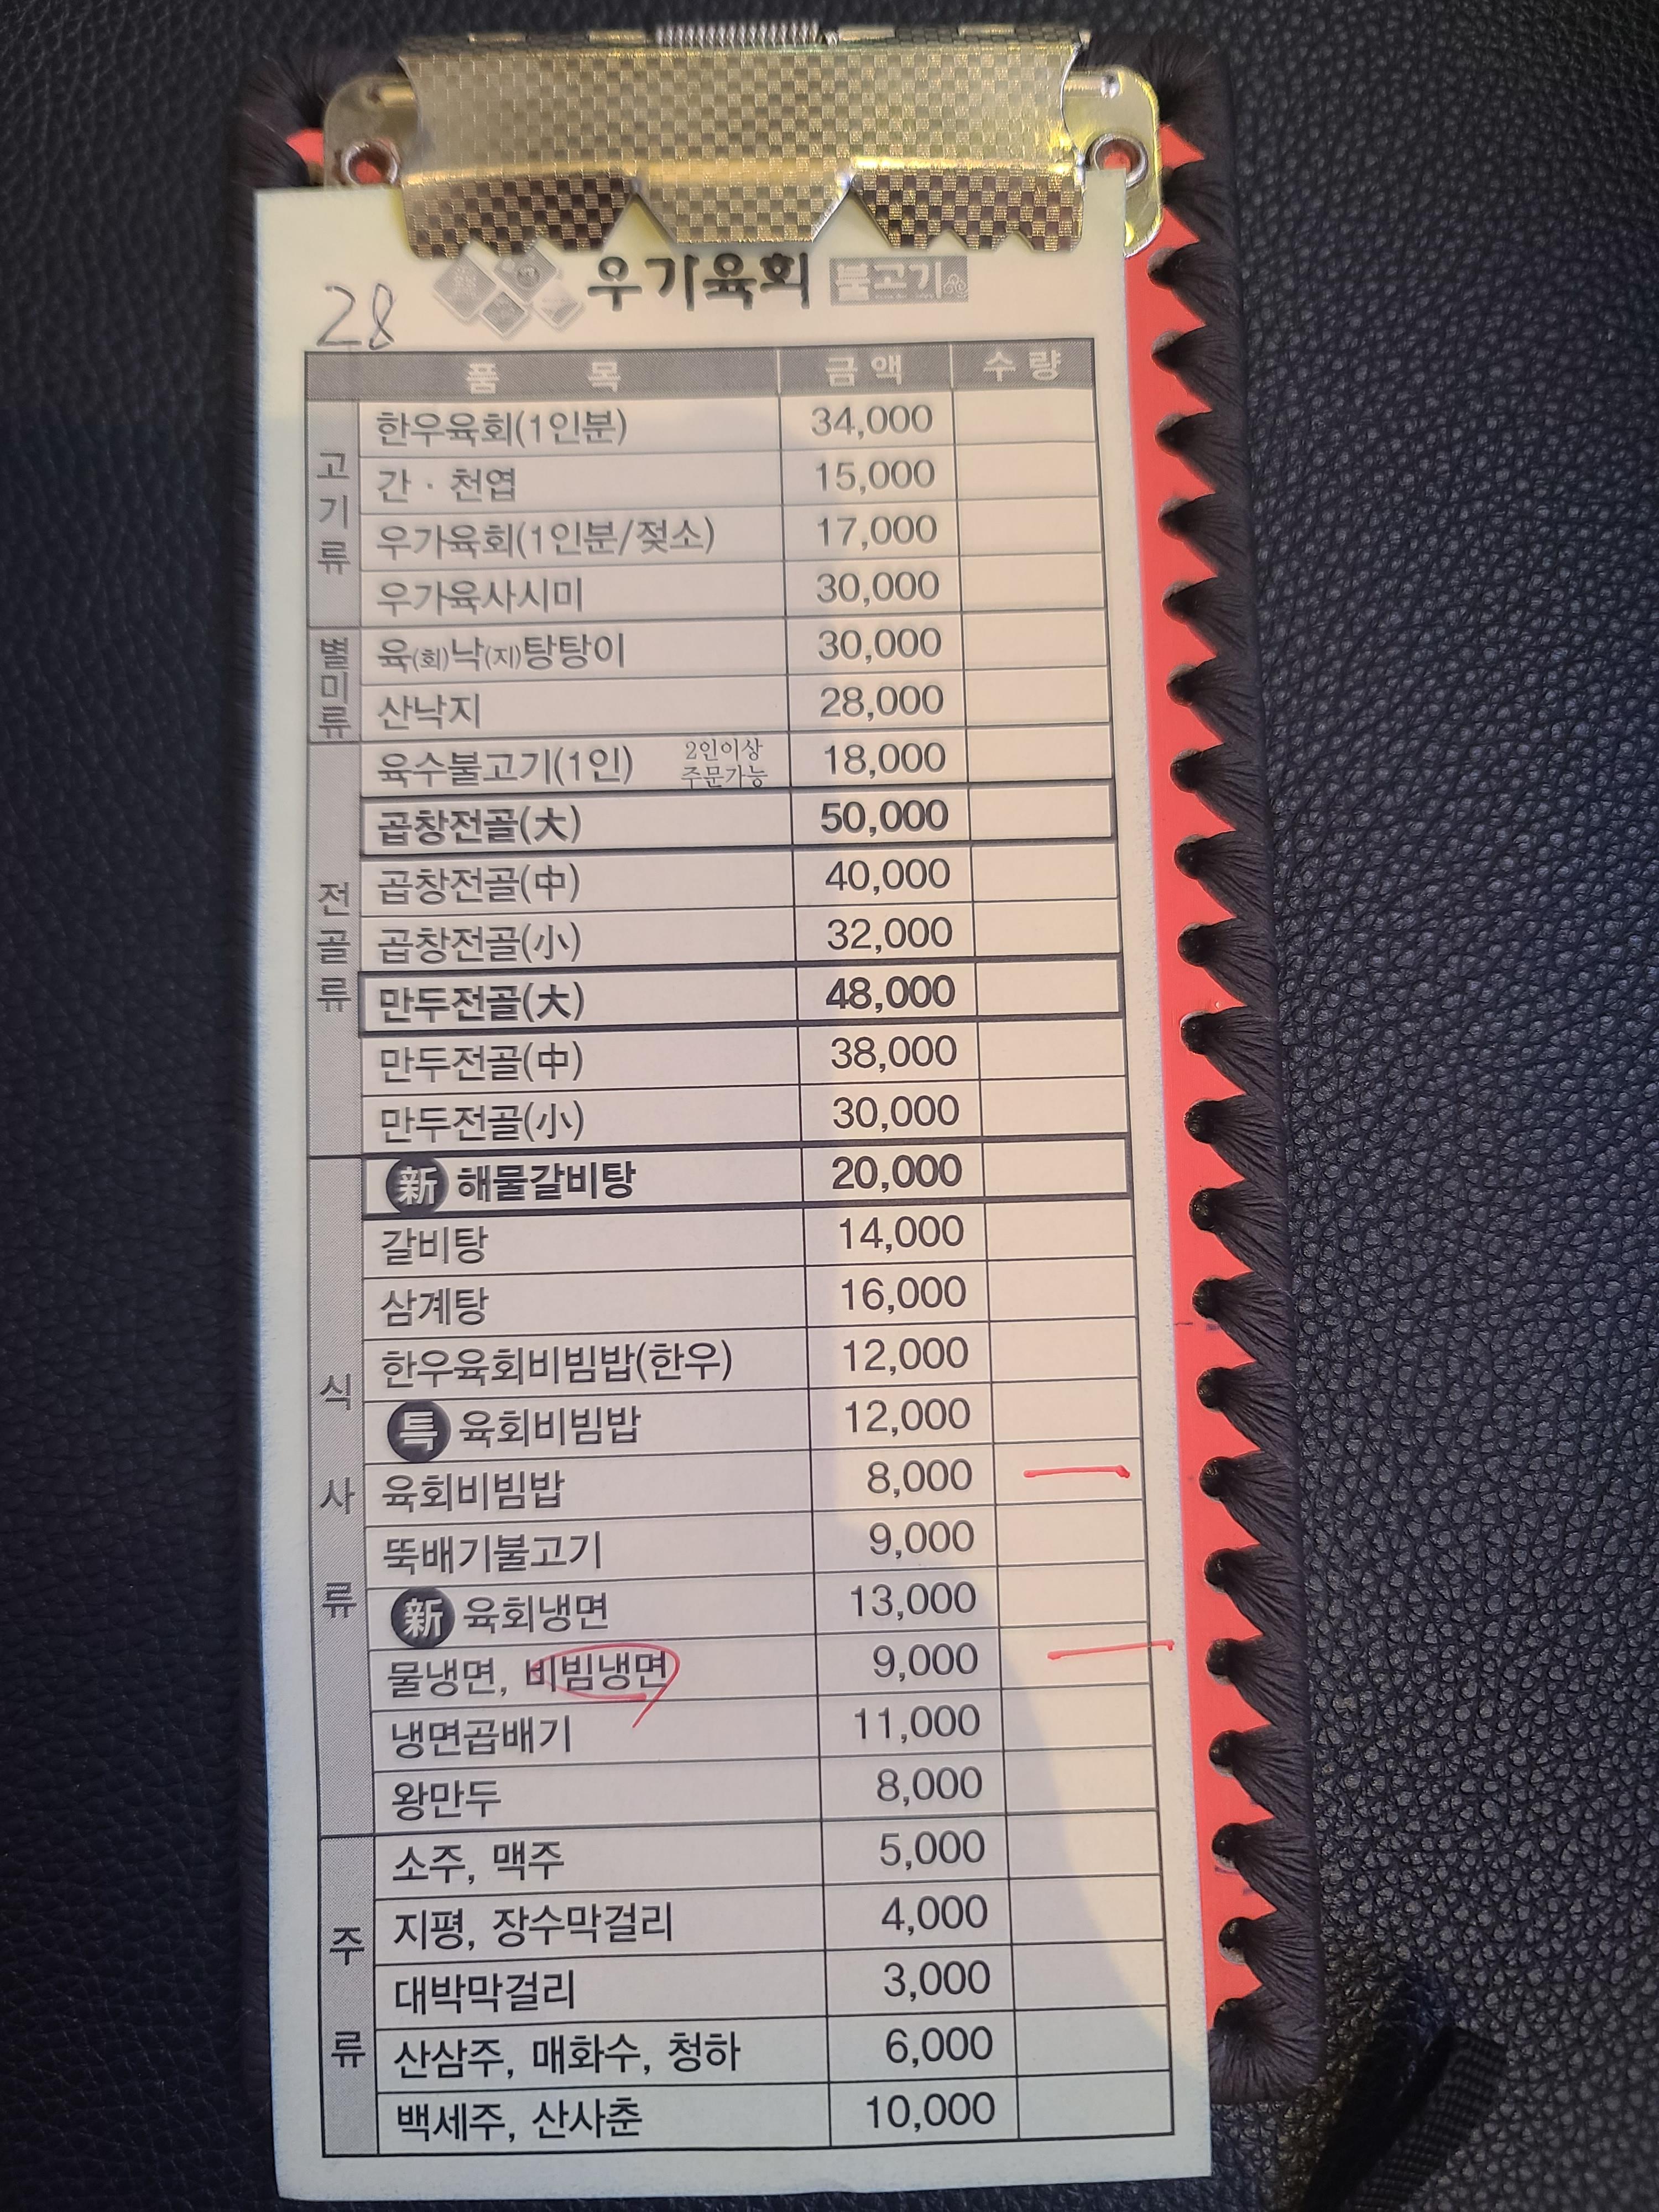 28
우가육회 불고기
품 목 금액 수량
고기류
한우육회(1인분) 34,000
간·천엽 15,000
우가육회(1인분/젖소) 17,000
우가육사시미 30,000
별미류
육(회)낙(지)탕탕이 30,000
산낙지 28,000
전골류
육수불고기(1인) 2인이상 주문가능 18,000
곱창전골(大) 50,000
곱창전골(中) 40,000
곱창전골(小) 32,000
만두전골(大) 48,000
만두전골(中) 38,000
만두전골(小) 30,000
식사류
新 해물갈비탕 20,000
갈비탕 14,000
삼계탕 16,000
한우육회비빔밥(한우) 12,000
특 육회비빔밥 12,000
육회비빔밥 8,000
뚝배기불고기 9,000
新 육회냉면 13,000
물냉면, 비빔냉면 9,000
냉면곱배기 11,000
왕만두 8,000
주류
소주, 맥주 5,000
지평, 장수막걸리 4,000
대박막걸리 3,000
산삼주, 매화수, 청하 6,000
백세주, 산사춘 10,000